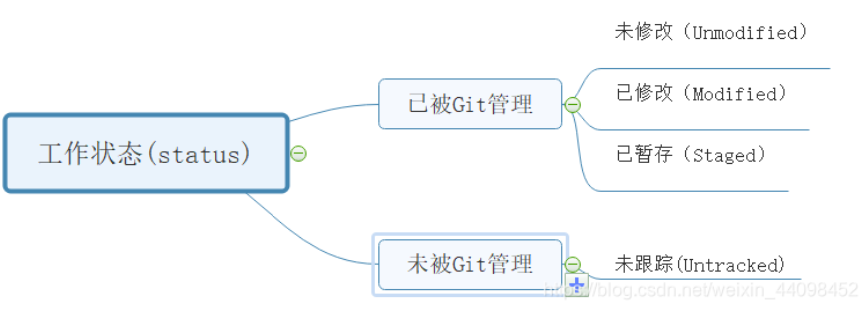 未修改（Unmodified）
已被Git管理
已修改（Modified）
工作状态(status)
已暂存（Staged）
未被Git管理
未跟踪(Untracked)
https://blog.csdn.net/weixin_44098452